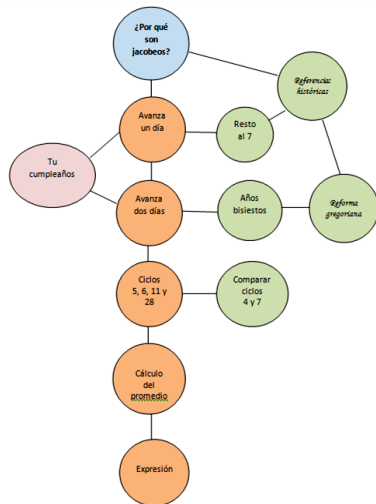 ¿Por qué
son
jacobeos?
Referencias
históricas
Avanza
un día
Resto
al 7
Tu
cumpleaños
Avanza
dos días
Años
bisiestos
Reforma
gregoriana
Ciclos
5, 6, 11 y
28
Comparar
ciclos
4 y 7
Cálculo
del
promedio
Expresión